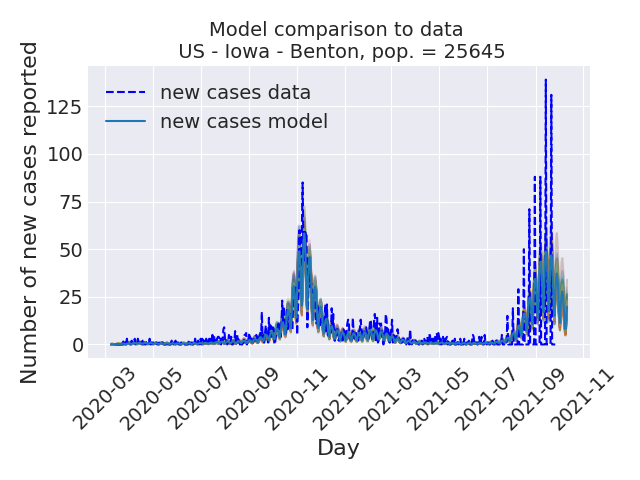 Model comparison to data
US - Iowa - Benton, pop. = 25645
Number of new cases reported
125
100
75
50
25
0
new cases data
new cases model
2020-03
2020-05
2020-07
2020-09
2020-11
2021-01
2021-03
2021-05
2021-07
2021-09
2021-11
Day